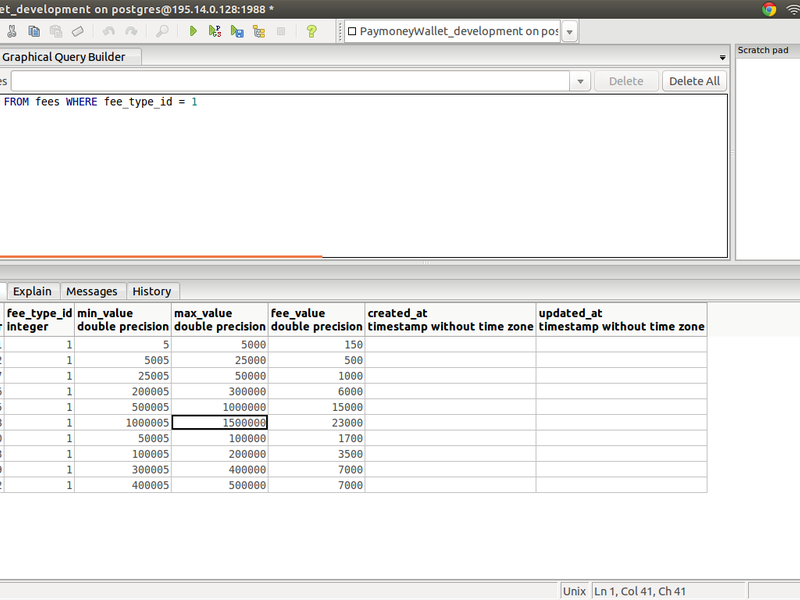 et_development on postgres@195.14.0.128:1988 *
PaymoneyWallet_development on pos
Graphical Query Builder
Scratch pad
es
Delete
Delete All
FROM fees WHERE fee_type_id = 1
Explain Messages History
fee_type_id min_value max_value fee_value created_at updated_at
integer double precision double precision double precision timestamp without time zone timestamp without time zone
1 5 5000 150
1 5005 25000 500
1 25005 50000 1000
1 200005 300000 6000
1 500005 1000000 15000
1 1000005 1500000 23000
1 50005 100000 1700
1 100005 200000 3500
1 300005 400000 7000
1 400005 500000 7000
Unix Ln 1, Col 41, Ch 41